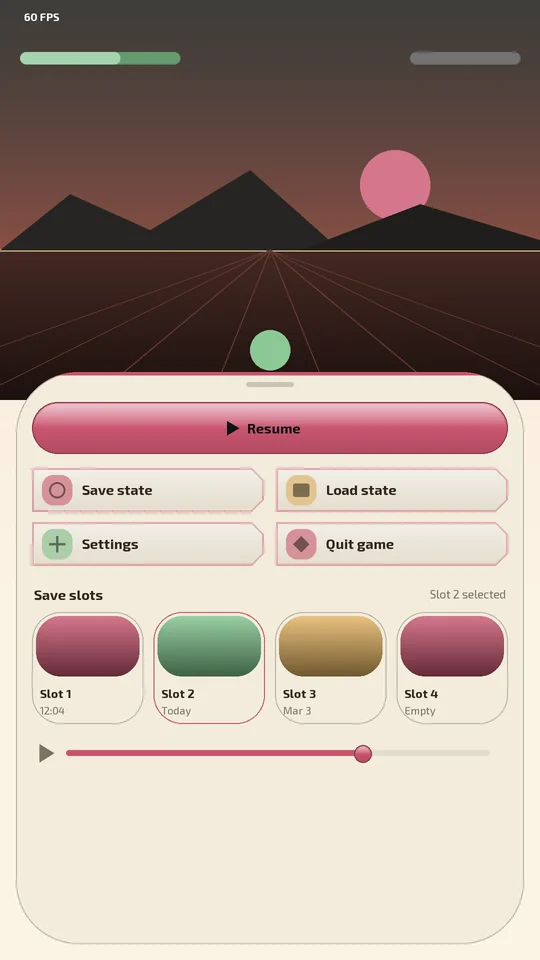 60 FPS
Resume
Save state
Load state
Settings
Quit game
Save slots
Slot 2 selected
Slot 1
12:04
Slot 2
Today
Slot 3
Mar 3
Slot 4
Empty